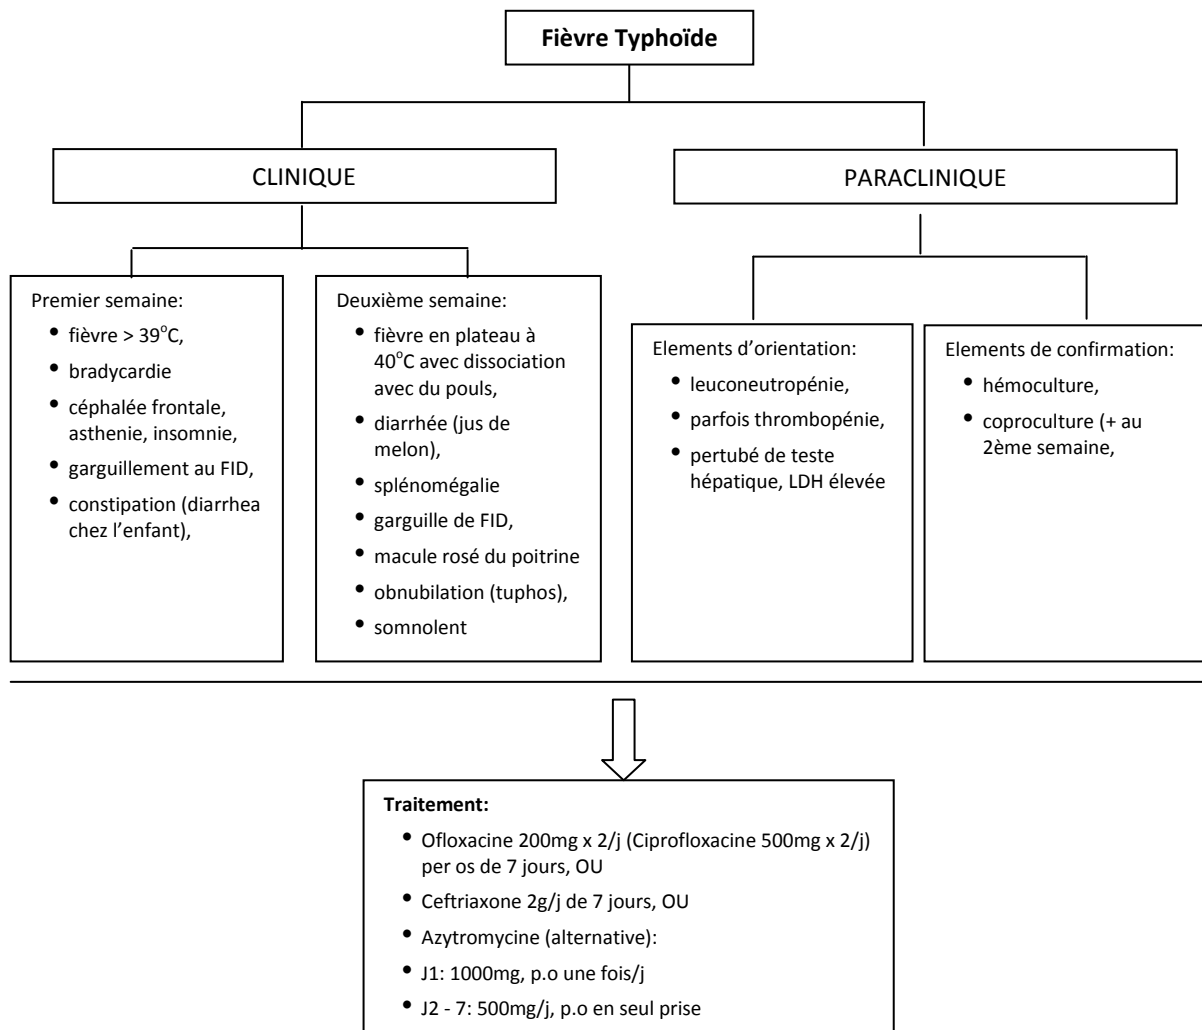 Fièvre Typhoïde
CLINIQUE
PARACLINIQUE
Premier semaine:
• fièvre > 39°C,
• bradycardie
• céphalée frontale,
asthenie, insomnie,
• garguillement au FID,
• constipation (diarrhea
chez l'enfant),
Deuxième semaine:
• fièvre en plateau à
40°C avec dissociation
avec du pouls,
• diarrhée (jus de
melon),
• splénomégalie
• garguille de FID,
• macule rosé du poitrine
• obnubilation (tuphos),
• somnolent
Elements d'orientation:
• leuconeutropénie,
• parfois thrombopénie,
• pertubé de teste
hépatique, LDH élevée
Elements de confirmation:
• hémoculture,
• coproculture (+ au
2ème semaine,
Traitement:
• Ofloxacine 200mg x 2/j (Ciprofloxacine 500mg x 2/j)
per os de 7 jours, OU
• Ceftriaxone 2g/j de 7 jours, OU
• Azytromycine (alternative):
• J1: 1000mg, p.o une fois/j
• J2 - 7: 500mg/j, p.o en seul prise